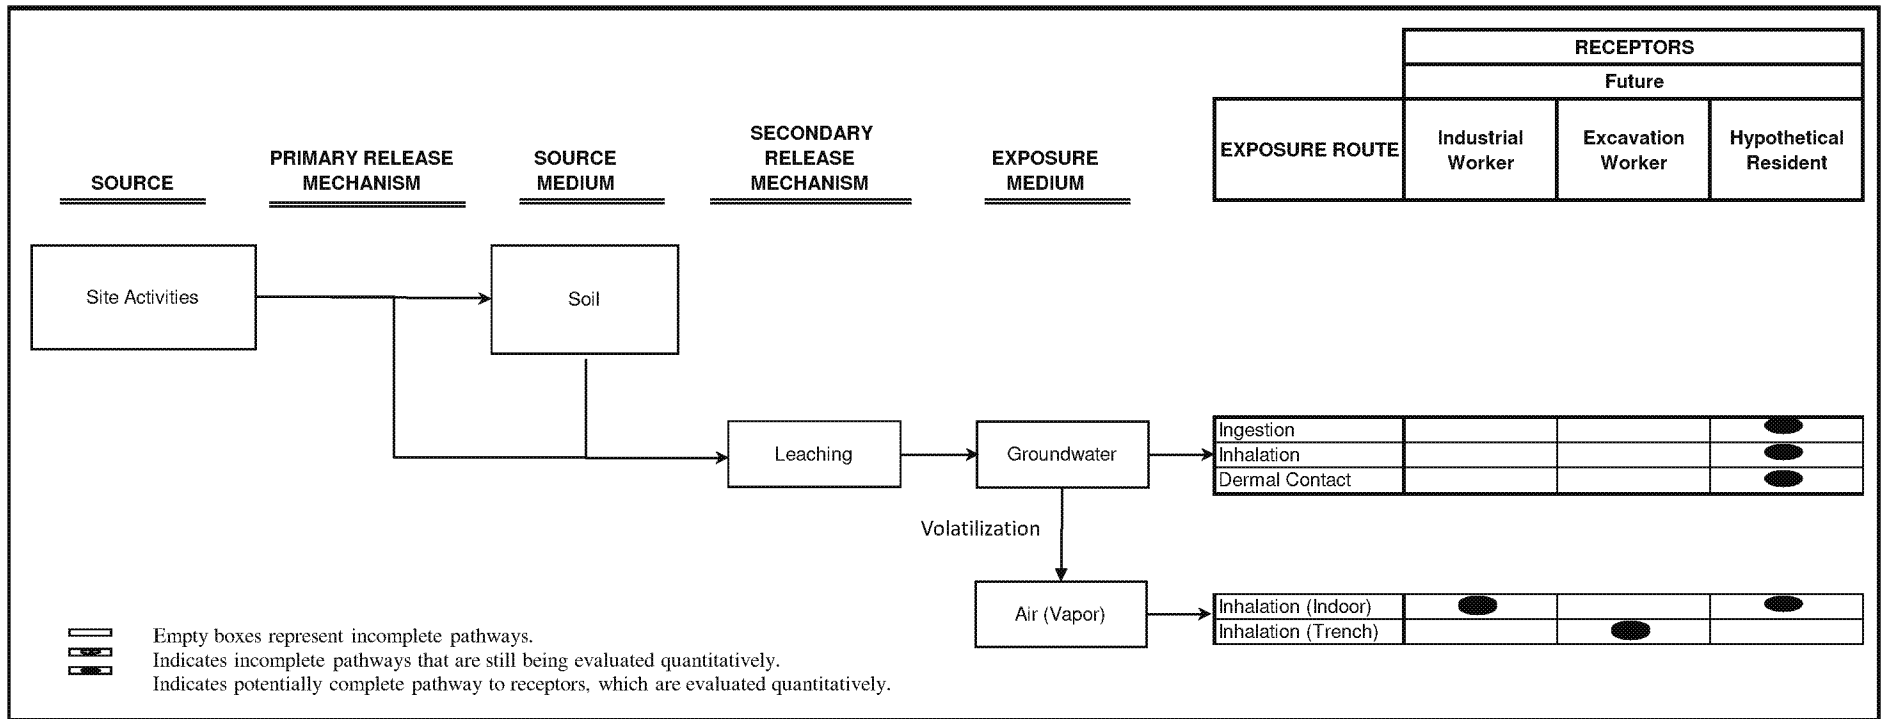 RECEPTORS
Future
EXPOSURE ROUTE
Industrial
Worker
Excavation
Worker
Hypothetical
Resident
SOURCE
PRIMARY RELEASE
MECHANISM
SOURCE
MEDIUM
SECONDARY
RELEASE
MECHANISM
EXPOSURE
MEDIUM
Site Activities
Soil
Leaching
Groundwater
Ingestion
Inhalation
Dermal Contact
Volatilization
Air (Vapor)
Inhalation (Indoor)
Inhalation (Trench)
Empty boxes represent incomplete pathways.
Indicates incomplete pathways that are still being evaluated quantitatively.
Indicates potentially complete pathway to receptors, which are evaluated quantitatively.